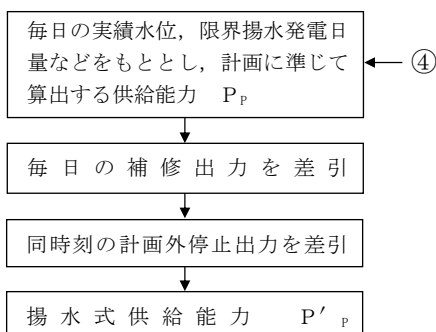 毎日の実績水位，限界揚水発電日
量などをもととし，計画に準じて
算出する供給能力　Ｐₚ
④
毎日の補修出力を差引
同時刻の計画外停止出力を差引
揚水式供給能力　Ｐ′ₚ